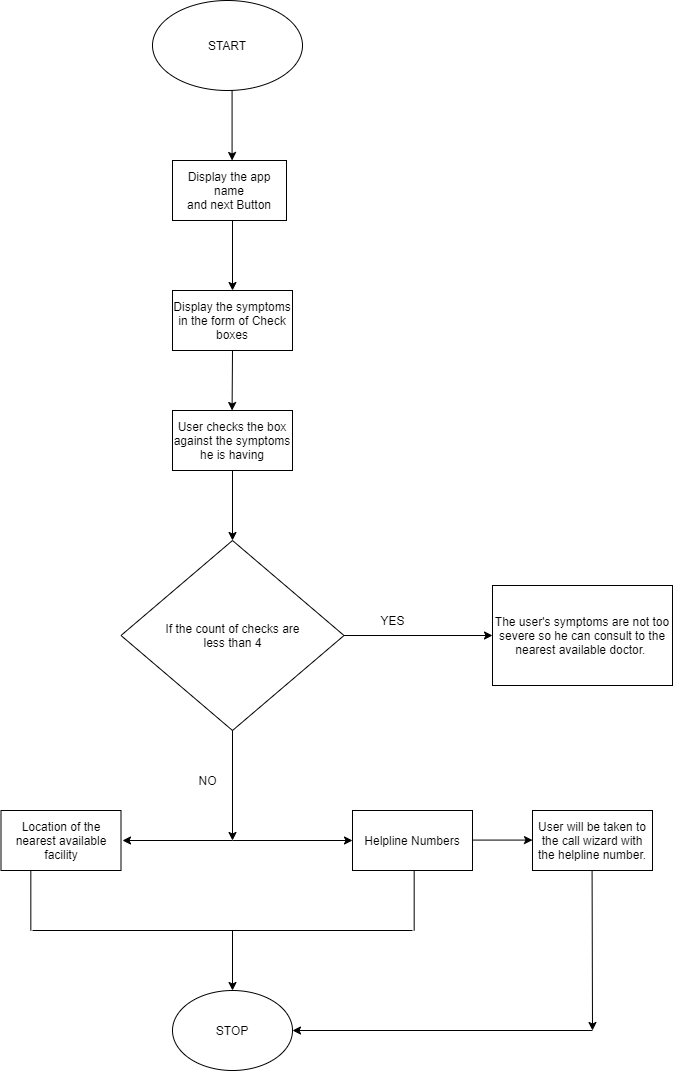 START
Display the app
name
and next Button
Display the symptoms
in the form of Check
boxes
User checks the box
against the symptoms
he is having
If the count of checks are
less than 4
YES
The user's symptoms are not too
severe so he can consult to the
nearest available doctor.
NO
Location of the
nearest available
facility
Helpline Numbers
User will be taken to
the call wizard with
the helpline number.
STOP